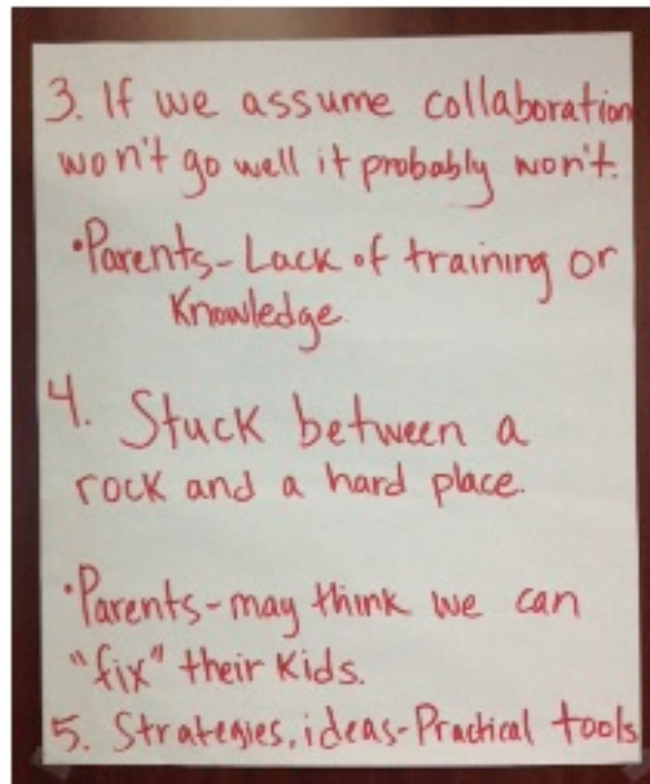 3. If we assume collaboration
won't go well it probably won't.
•Parents-Lack of training or
Knowledge.
4. Stuck between a
rock and a hard place.
•Parents-may think we can
"fix" their kids.
5. Strategies, ideas-Practical tools